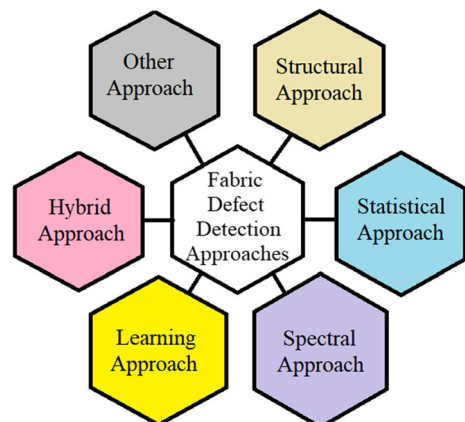 Other
Approach
Structural
Approach
Hybrid
Approach
Fabric
Defect
Detection
Approaches
Statistical
Approach
Learning
Approach
Spectral
Approach